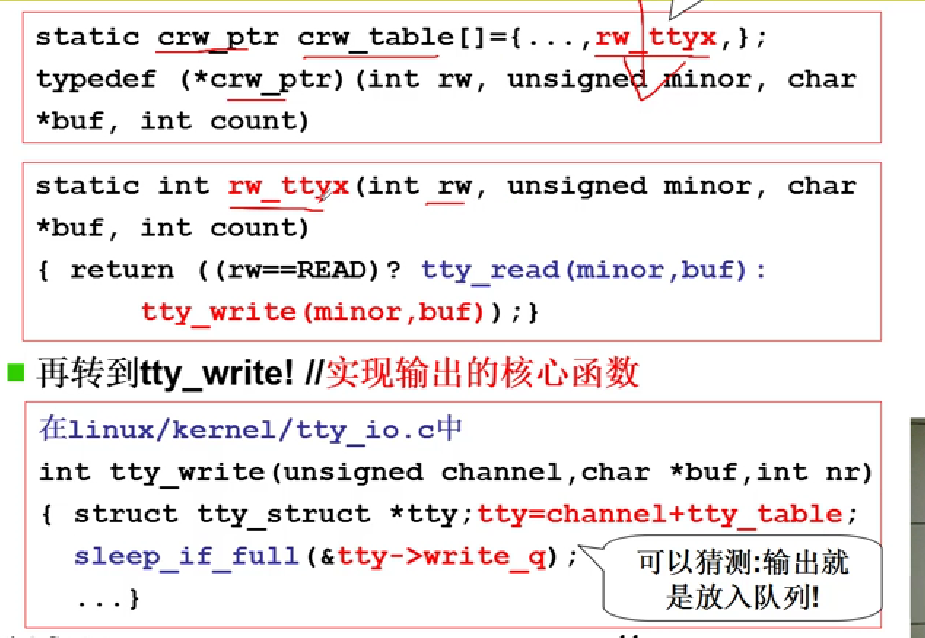 static crw_ptr crw_table[]={...,rw_ttyx,};
typedef (*crw_ptr)(int rw, unsigned minor, char
*buf, int count)
static int rw_ttyx(int rw, unsigned minor, char
*buf, int count)
{ return ((rw==READ)? tty_read(minor,buf):
tty_write(minor,buf));}
再转到tty_write! //实现输出的核心函数
在linux/kernel/tty_io.c中
int tty_write(unsigned channel,char *buf,int nr)
{ struct tty_struct *tty;tty=channel+tty_table;
sleep_if_full(&tty->write_q);
...}
可以猜测:输出就
是放入队列!